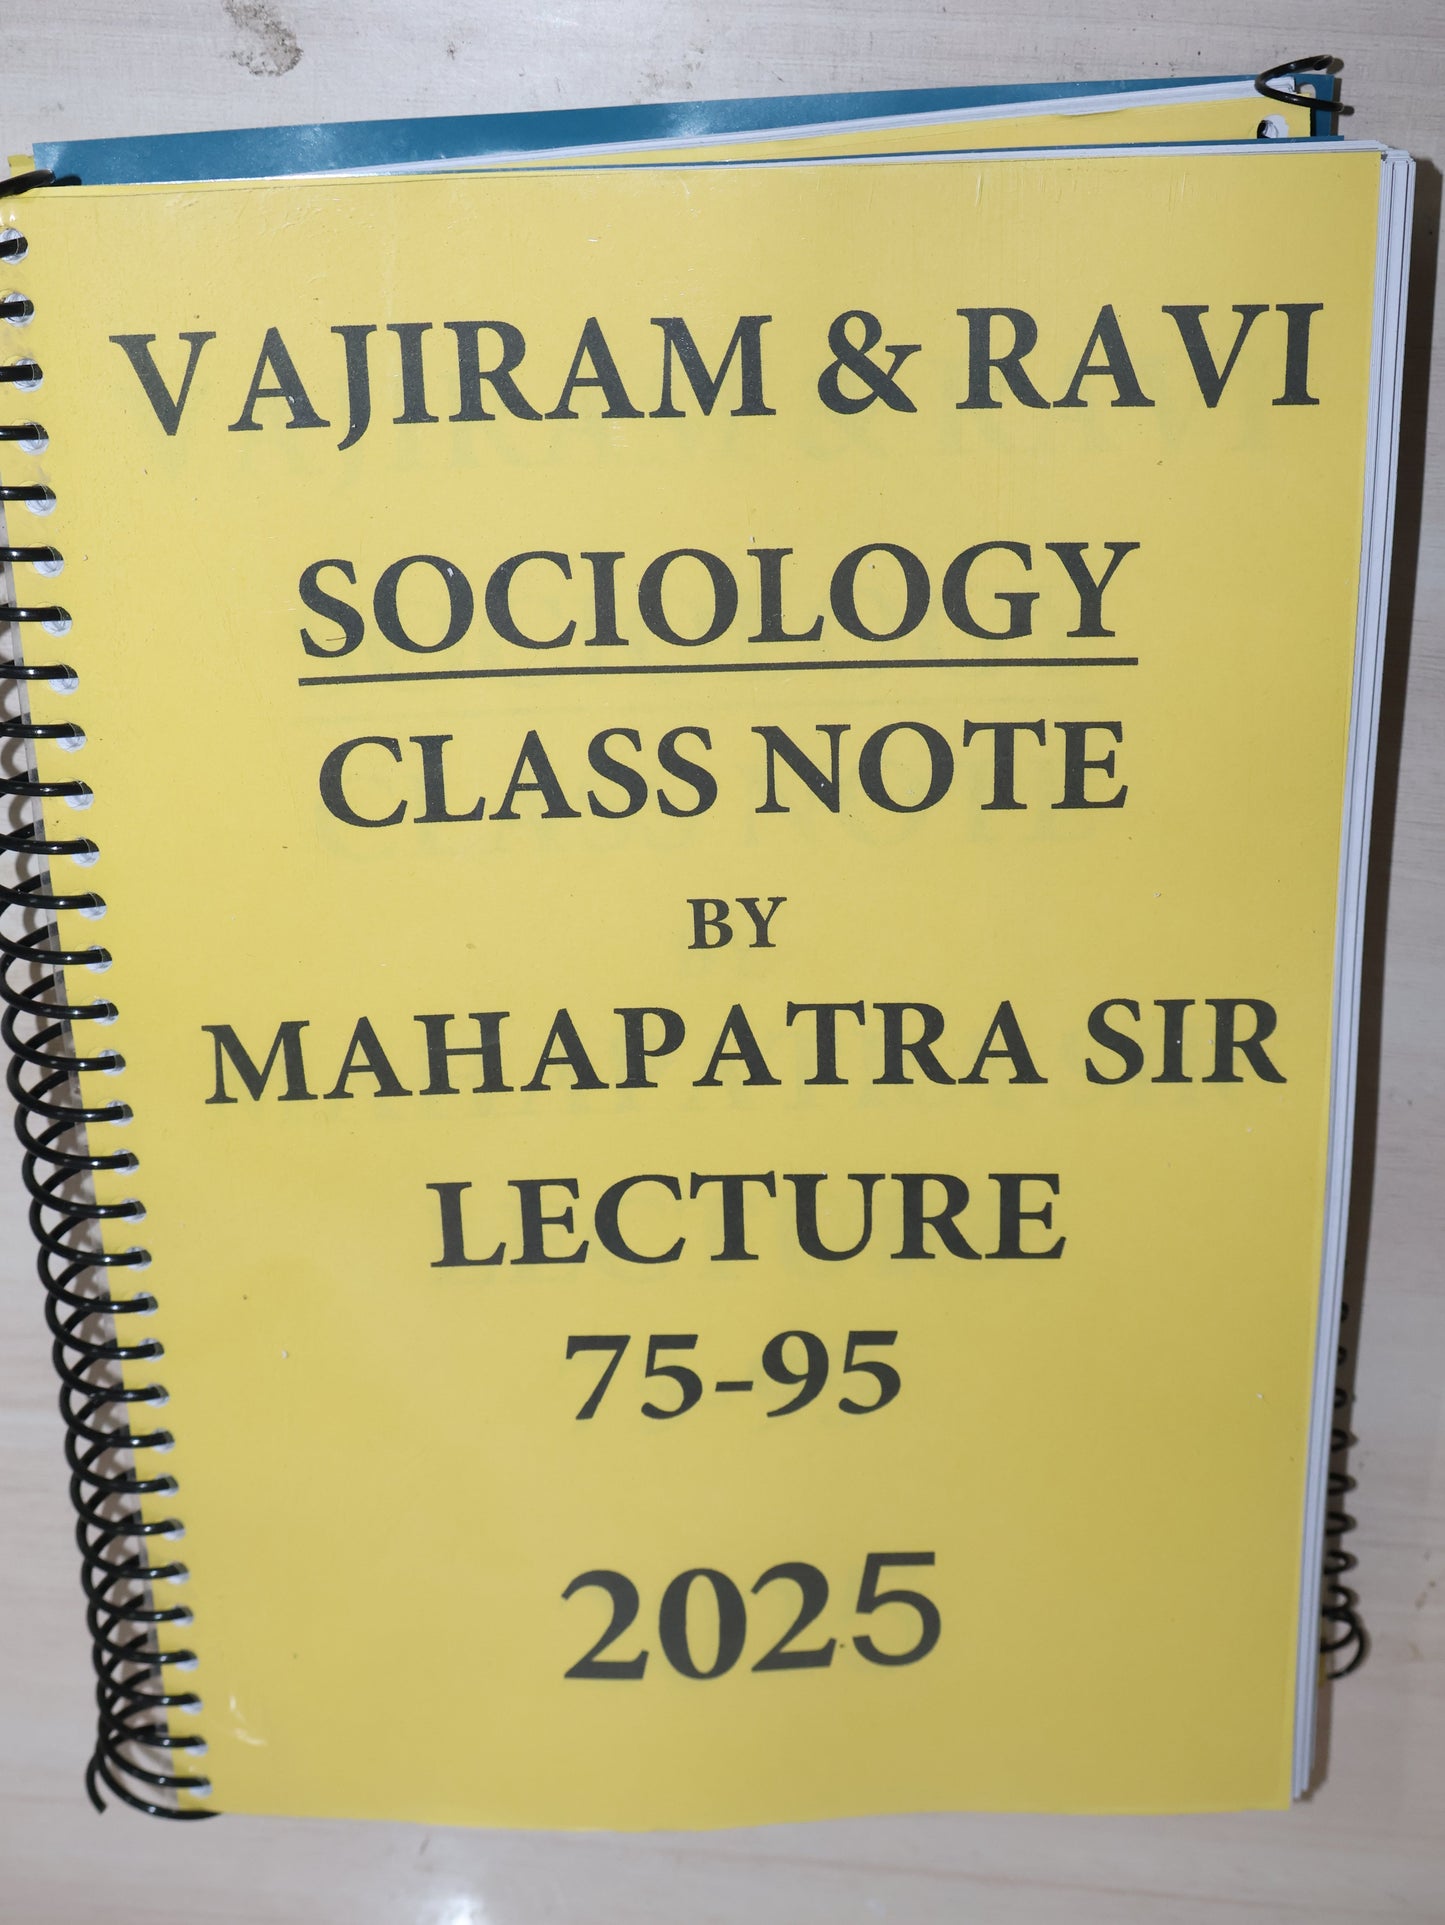 VAJIRAM & RAVI
SOCIOLOGY
CLASS NOTE
BY
MAHAPATRA SIR
LECTURE
75-95
2025